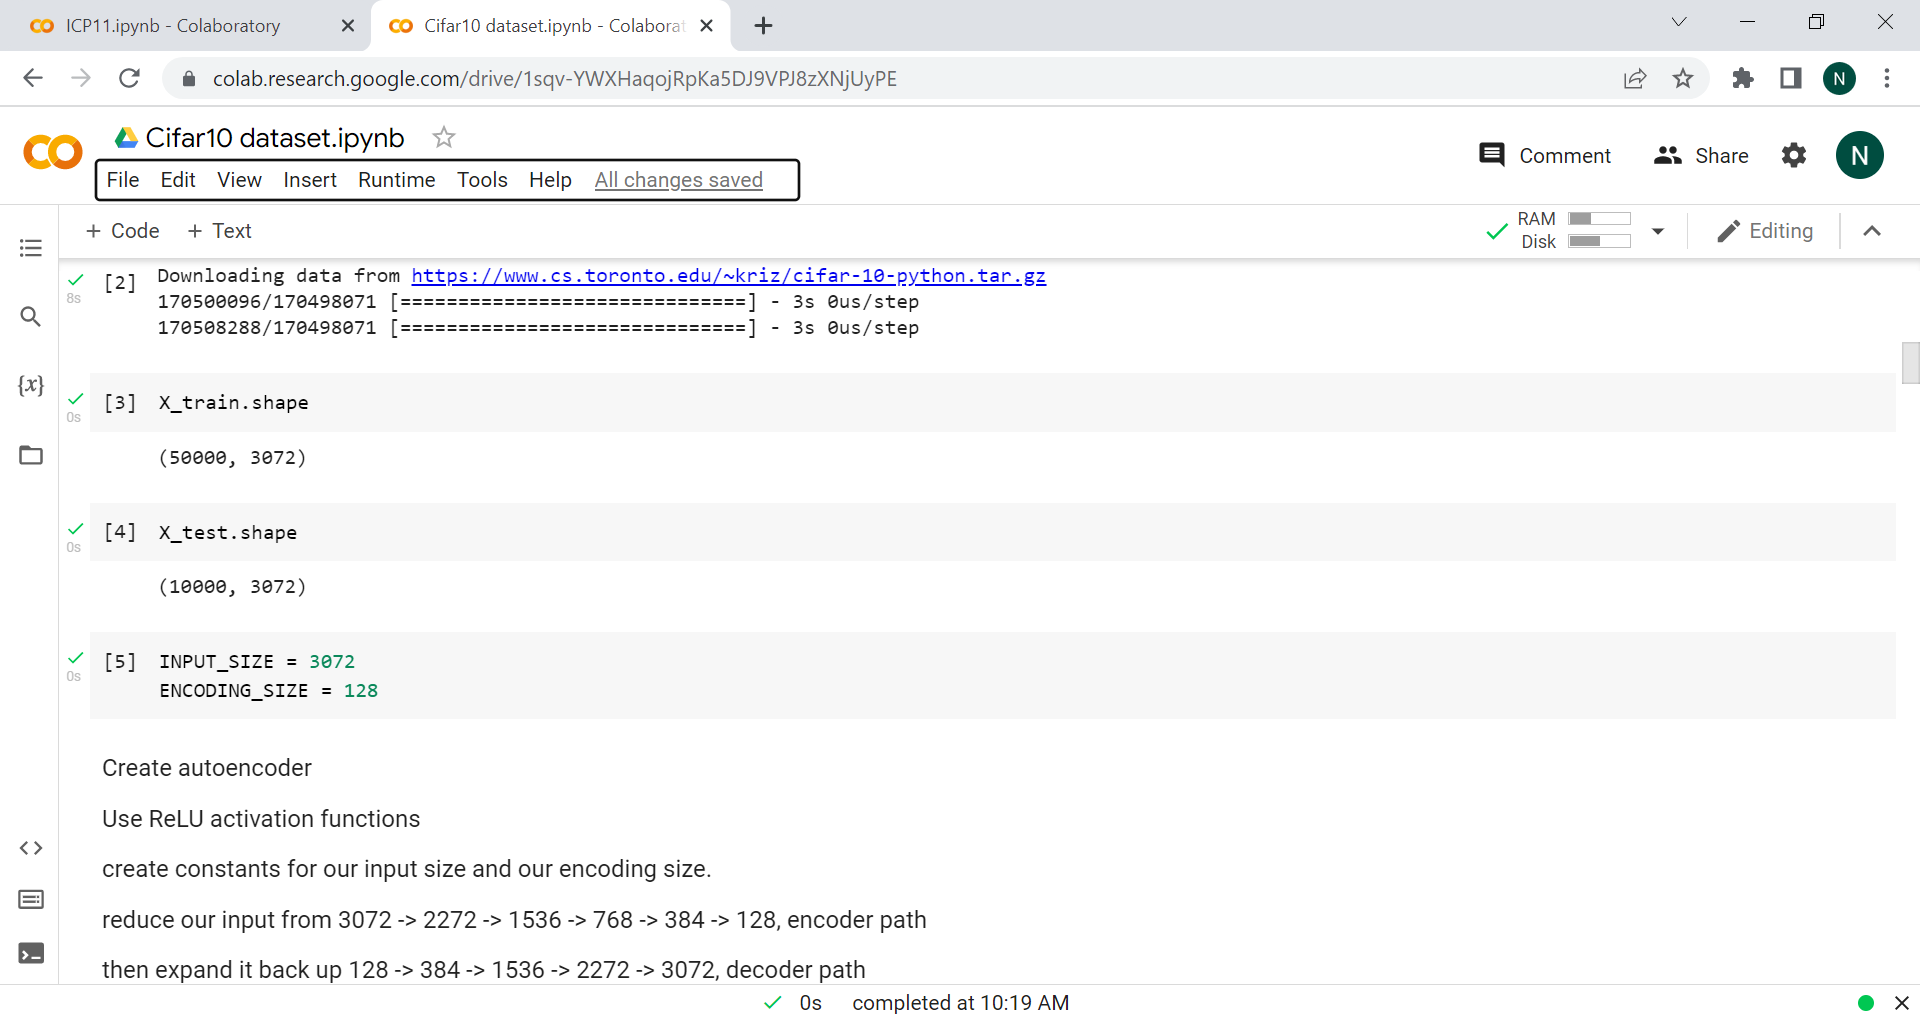 ICP11.ipynb - Colaboratory
Cifar10 dataset.ipynb - Colaborat
colab.research.google.com/drive/1sqv-YWXHaqojRpKa5DJ9VPJ8zXNjUyPE
N
Cifar10 dataset.ipynb
File Edit View Insert Runtime Tools Help All changes saved
Comment Share N
+ Code + Text
RAM
Disk
Editing
[2] Downloading data from https://www.cs.toronto.edu/~kriz/cifar-10-python.tar.gz
8s
170500096/170498071 [==============================] - 3s 0us/step
170508288/170498071 [==============================] - 3s 0us/step
{x}
[3] X_train.shape
0s
(50000, 3072)
[4] X_test.shape
0s
(10000, 3072)
[5] INPUT_SIZE = 3072
0s
ENCODING_SIZE = 128
Create autoencoder
Use ReLU activation functions
create constants for our input size and our encoding size.
reduce our input from 3072 -> 2272 -> 1536 -> 768 -> 384 -> 128, encoder path
then expand it back up 128 -> 384 -> 1536 -> 2272 -> 3072, decoder path
0s completed at 10:19 AM